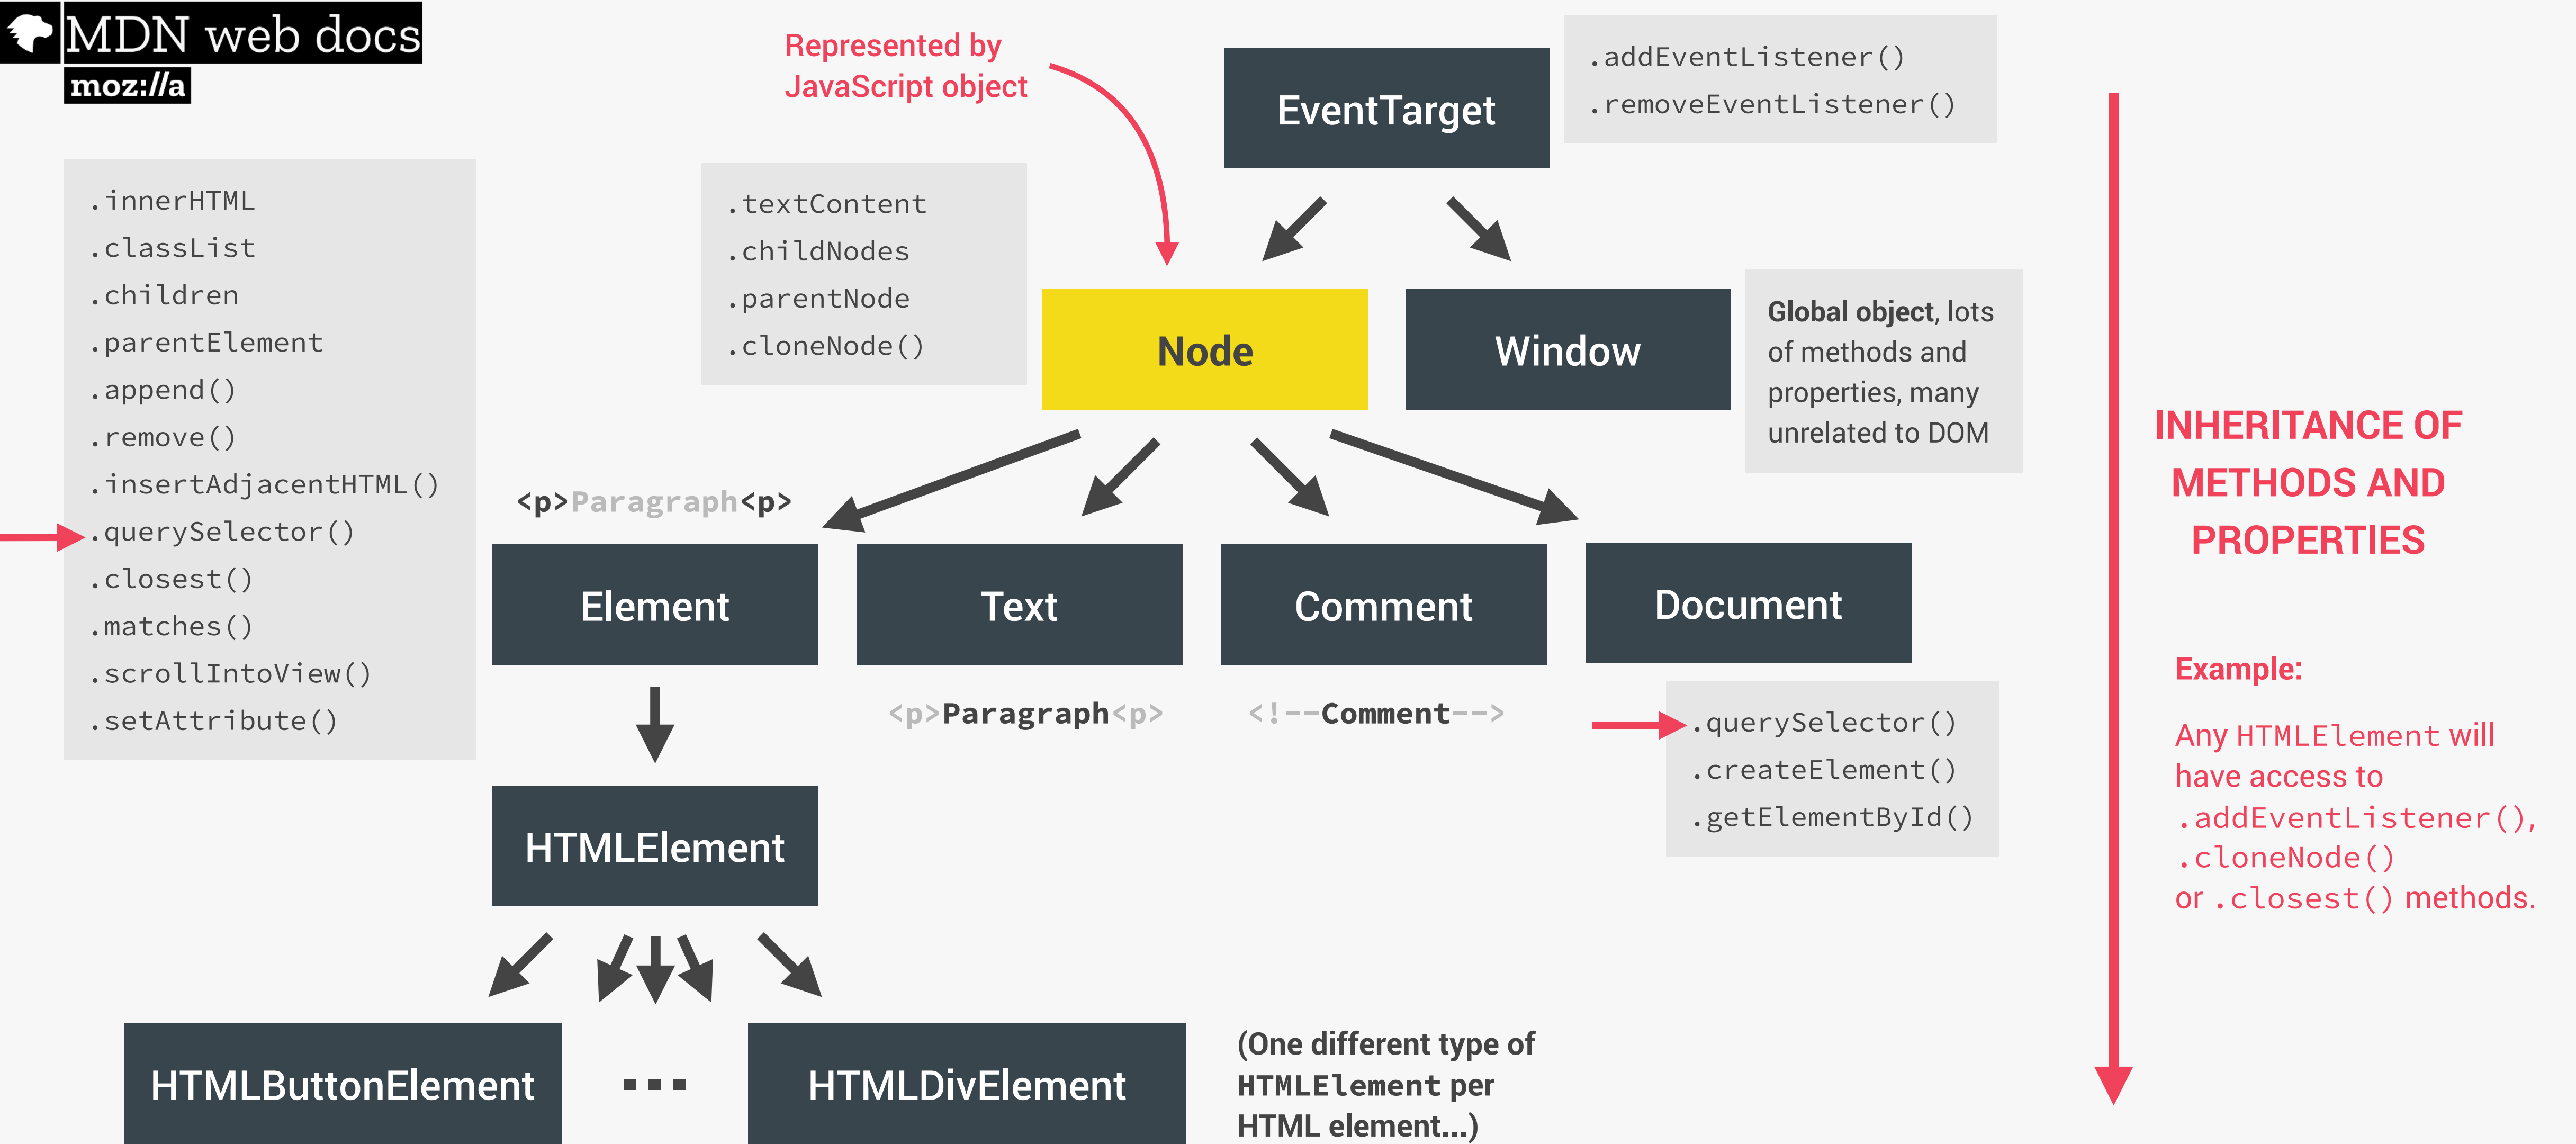 MDN web docs
moz://a
Represented by
JavaScript object
EventTarget
.addEventListener()
.removeEventListener()
.innerHTML
.classList
.children
.parentElement
.append()
.remove()
.insertAdjacentHTML()
.querySelector()
.closest()
.matches()
.scrollIntoView()
.setAttribute()
.textContent
.childNodes
.parentNode
.cloneNode()
Node
Window
Global object, lots
of methods and
properties, many
unrelated to DOM
<p>Paragraph<p>
Element
Text
Comment
Document
<p>Paragraph<p>
<!--Comment-->
.querySelector()
.createElement()
.getElementById()
HTMLElement
HTMLButtonElement
...
HTMLDivElement
(One different type of
HTMLElement per
HTML element...)
INHERITANCE OF
METHODS AND
PROPERTIES
Example:
Any HTMLElement will
have access to
.addEventListener(),
.cloneNode()
or .closest() methods.